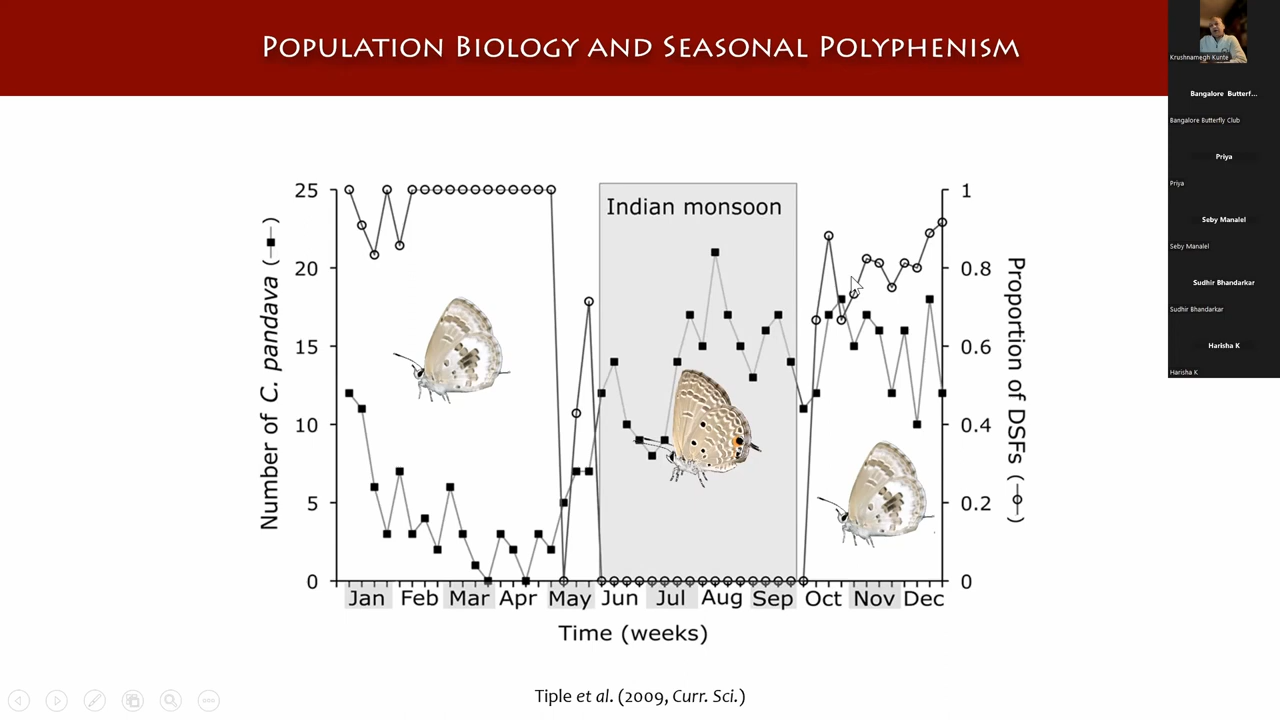 POPULATION BIOLOGY AND SEASONAL POLYPHENISM
Krushnamegh Kunte
Bangalore Butterf...
Bangalore Butterfly Club
Priya
Priya
Seby Manalel
Seby Manalel
Sudhir Bhandarkar
Sudhir Bhandarkar
Harisha K
Harisha K
Indian monsoon
Number of C. pandava
25
20
15
10
5
0
1
0.8
0.6
0.4
0.2
0
Proportion of DSFs
Jan Feb Mar Apr May Jun Jul Aug Sep Oct Nov Dec
Time (weeks)
Tiple et al. (2009, Curr. Sci.)